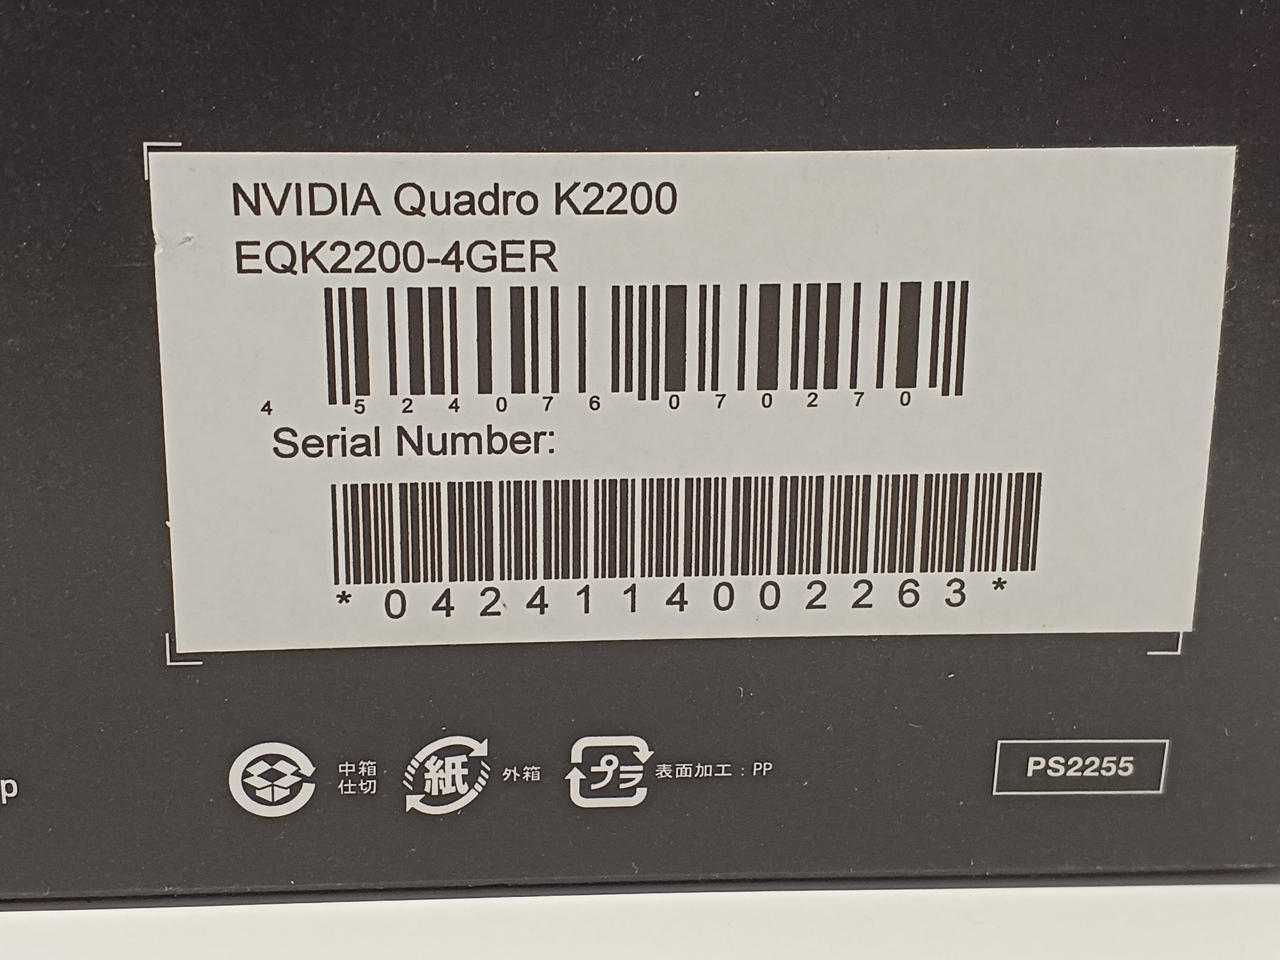 NVIDIA Quadro K2200
EQK2200-4GER
4 524076 070270
Serial Number:
*0424114002263*
p
中箱
仕切
紙
外箱
プラ
表面加工：PP
PS2255